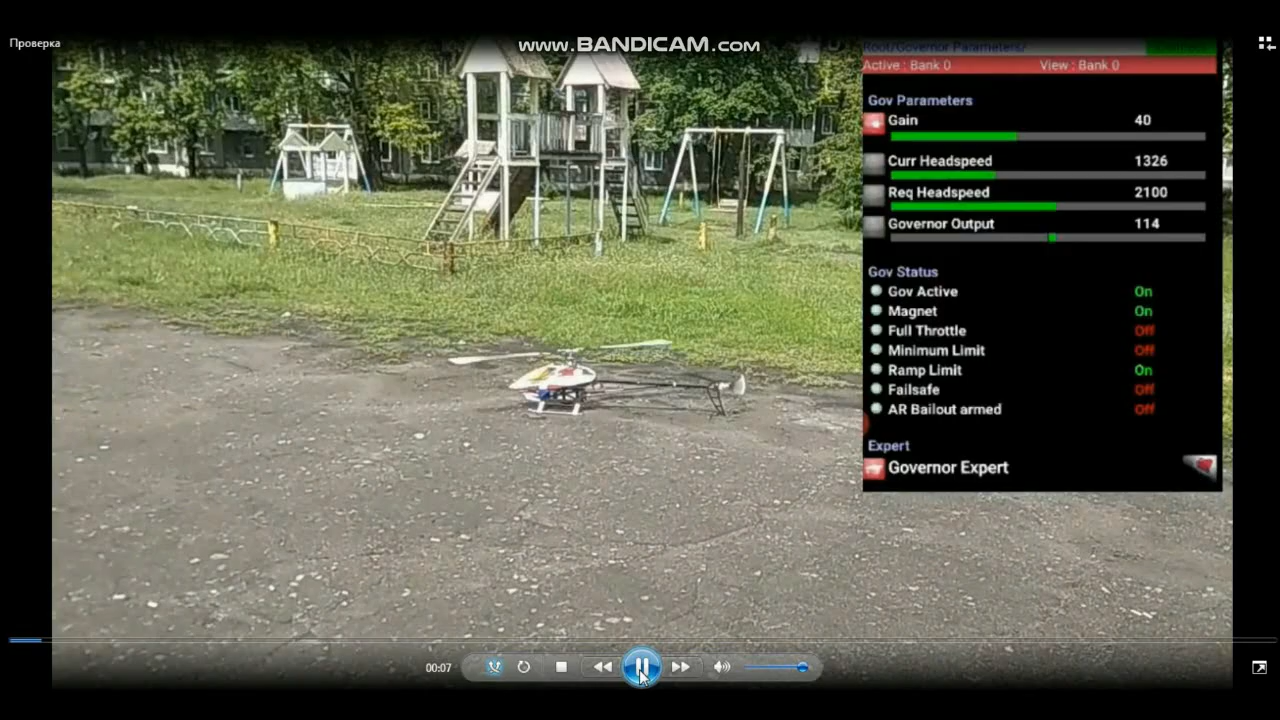 Проверка
www.BANDICAM.com
Root/Governor Parameters/
Active : Bank 0 View : Bank 0
Gov Parameters
Gain 40
Curr Headspeed 1326
Req Headspeed 2100
Governor Output 114
Gov Status
Gov Active On
Magnet On
Full Throttle Off
Minimum Limit Off
Ramp Limit On
Failsafe Off
AR Bailout armed Off
Expert
Governor Expert
00:07